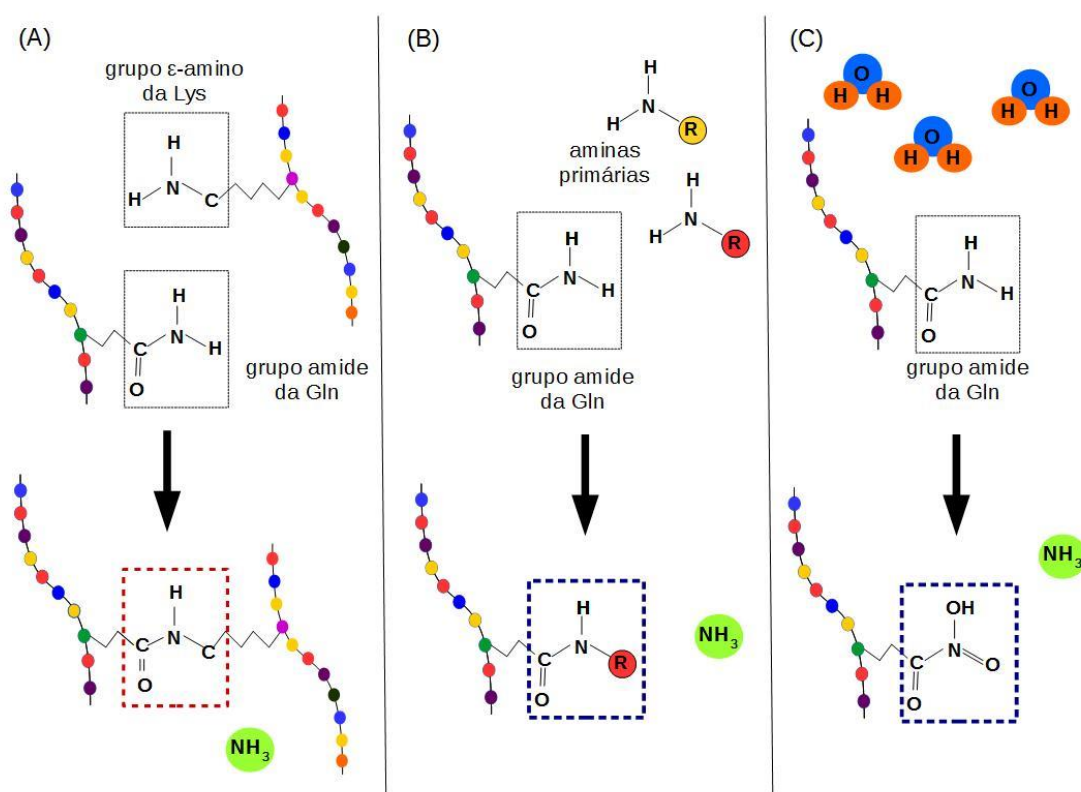 (A)
grupo ε-amino
da Lys
H
H N C
H
C N H
O
grupo amide
da Gln
H
C N C
O
NH3
(B)
H
N
H R
aminas
primárias
H
N
H R
H
C N H
O
grupo amide
da Gln
H
C N R
O
NH3
(C)
O
H H
O
H H
O
H H
H
C N H
O
grupo amide
da Gln
NH3
OH
C N O
O